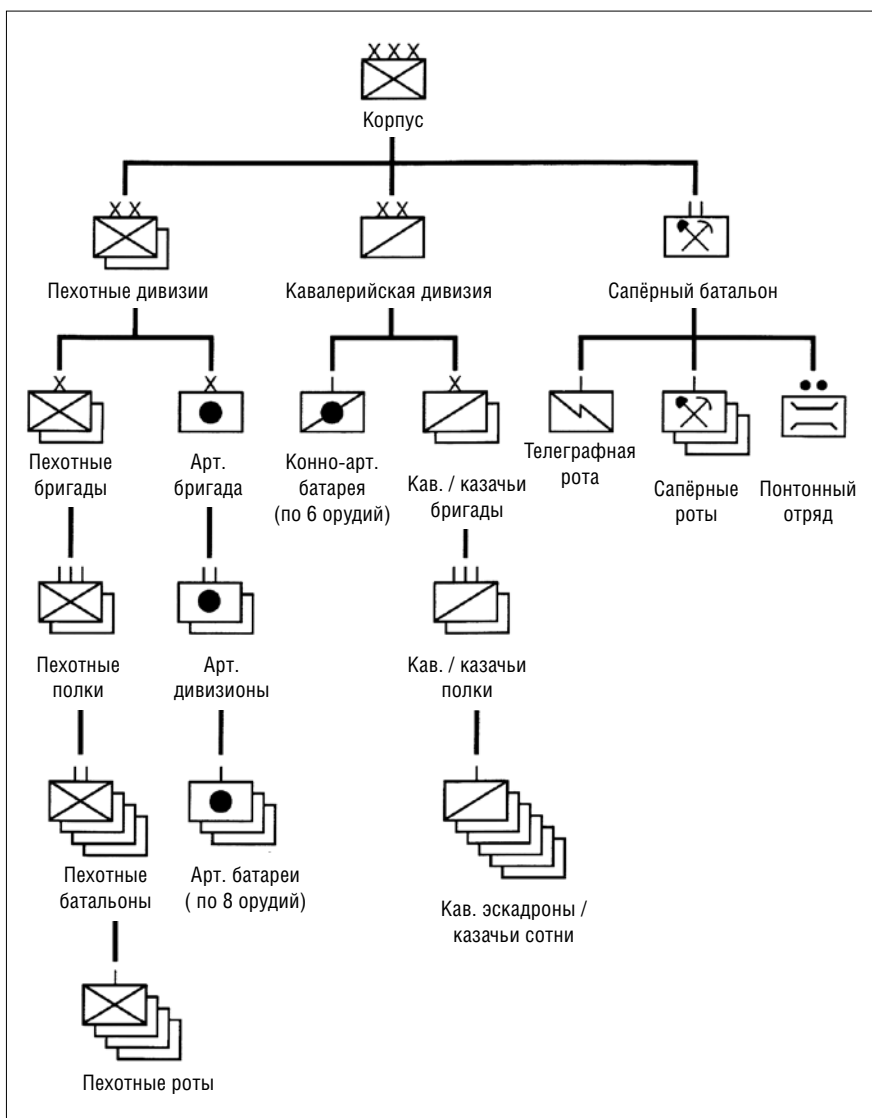 Корпус
Пехотные дивизии
Кавалерийская дивизия
Сапёрный батальон
Пехотные
бригады
Арт.
бригада
Конно-арт.
батарея
(по 6 орудий)
Кав. / казачьи
бригады
Телеграфная
рота
Сапёрные
роты
Понтонный
отряд
Пехотные
полки
Арт.
дивизионы
Кав. / казачьи
полки
Пехотные
батальоны
Арт. батареи
( по 8 орудий)
Кав. эскадроны /
казачьи сотни
Пехотные роты